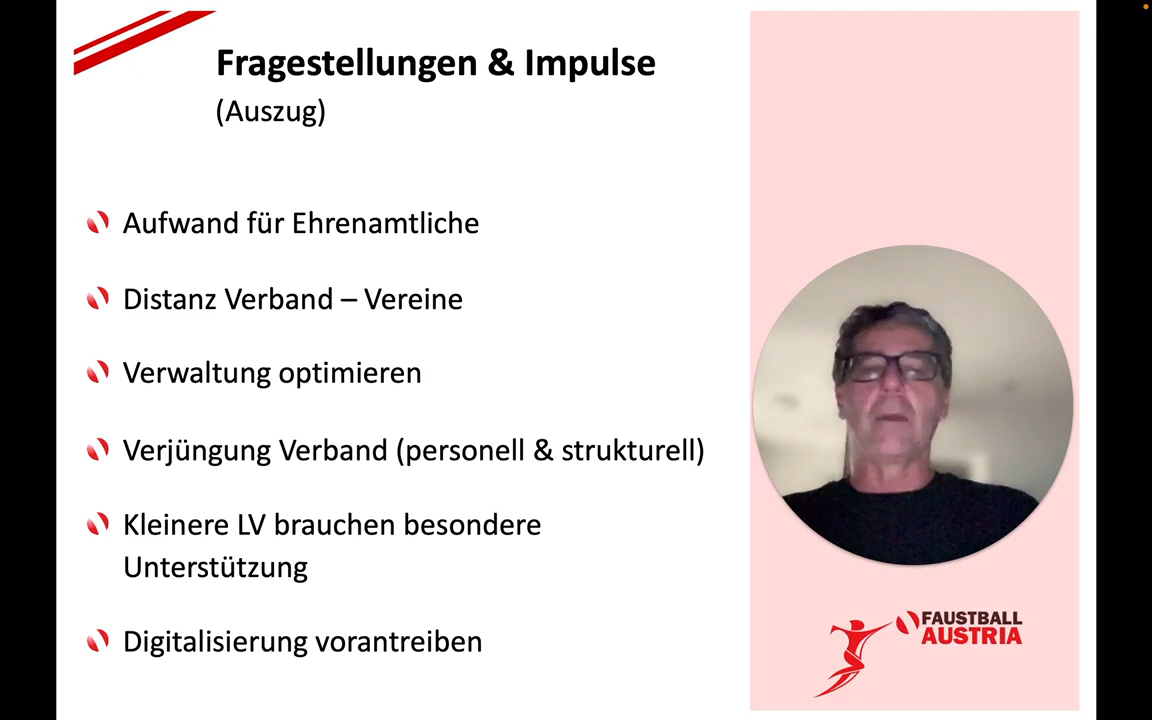 Fragestellungen & Impulse
(Auszug)
Aufwand für Ehrenamtliche
Distanz Verband – Vereine
Verwaltung optimieren
Verjüngung Verband (personell & strukturell)
Kleinere LV brauchen besondere
Unterstützung
Digitalisierung vorantreiben
FAUSTBALL
AUSTRIA